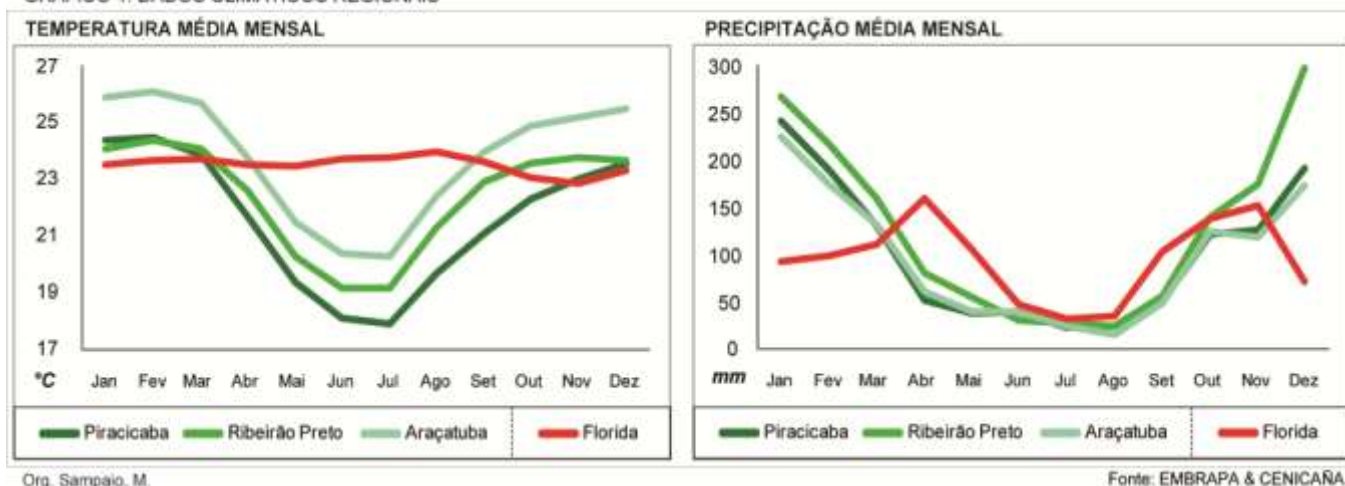 TEMPERATURA MÉDIA MENSAL
27
25
23
21
19
17
°C Jan Fev Mar Abr Mai Jun Jul Ago Set Out Nov Dez
Piracicaba Ribeirão Preto Araçatuba Florida
PRECIPITAÇÃO MÉDIA MENSAL
300
250
200
150
100
50
0
mm Jan Fev Mar Abr Mai Jun Jul Ago Set Out Nov Dez
Piracicaba Ribeirão Preto Araçatuba Florida
Org. Sampaio, M.
Fonte: EMBRAPA & CENICAÑA